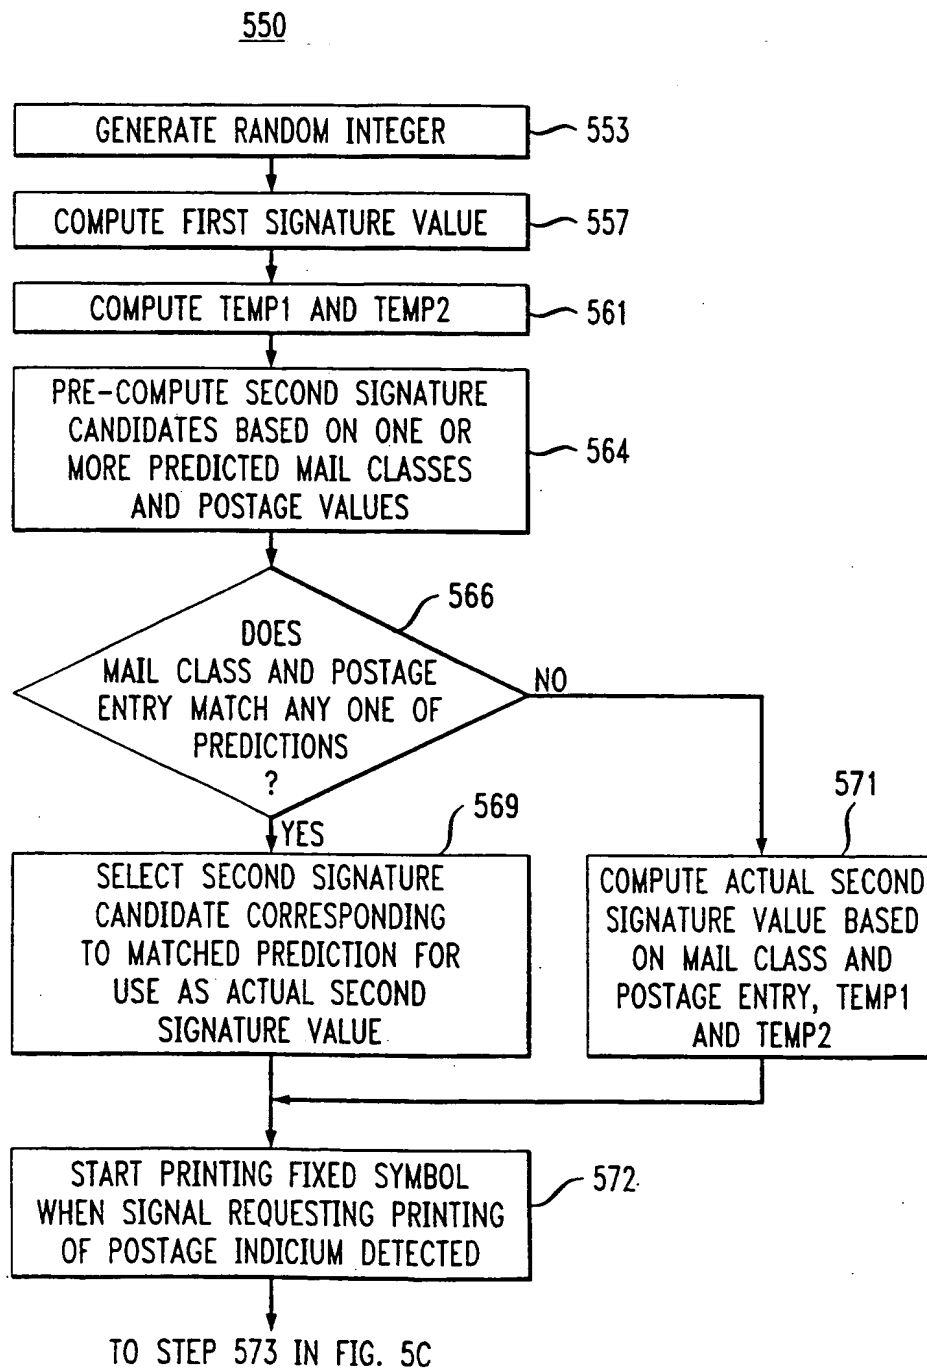 550
GENERATE RANDOM INTEGER
553
COMPUTE FIRST SIGNATURE VALUE
557
COMPUTE TEMP1 AND TEMP2
561
PRE-COMPUTE SECOND SIGNATURE
CANDIDATES BASED ON ONE OR
MORE PREDICTED MAIL CLASSES
AND POSTAGE VALUES
564
566
DOES
MAIL CLASS AND POSTAGE
ENTRY MATCH ANY ONE OF
PREDICTIONS
?
NO
YES
569
SELECT SECOND SIGNATURE
CANDIDATE CORRESPONDING
TO MATCHED PREDICTION FOR
USE AS ACTUAL SECOND
SIGNATURE VALUE
571
COMPUTE ACTUAL SECOND
SIGNATURE VALUE BASED
ON MAIL CLASS AND
POSTAGE ENTRY, TEMP1
AND TEMP2
START PRINTING FIXED SYMBOL
WHEN SIGNAL REQUESTING PRINTING
OF POSTAGE INDICIUM DETECTED
572
TO STEP 573 IN FIG. 5C